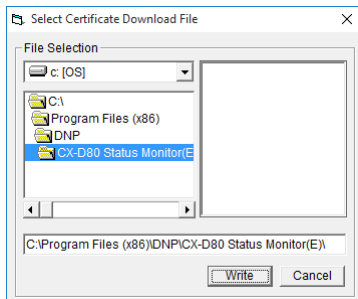 Select Certificate Download File
File Selection
c: [OS]
C:\
Program Files (x86)
DNP
CX-D80 Status Monitor(E
C:\Program Files (x86)\DNP\CX-D80 Status Monitor(E)\
Write
Cancel